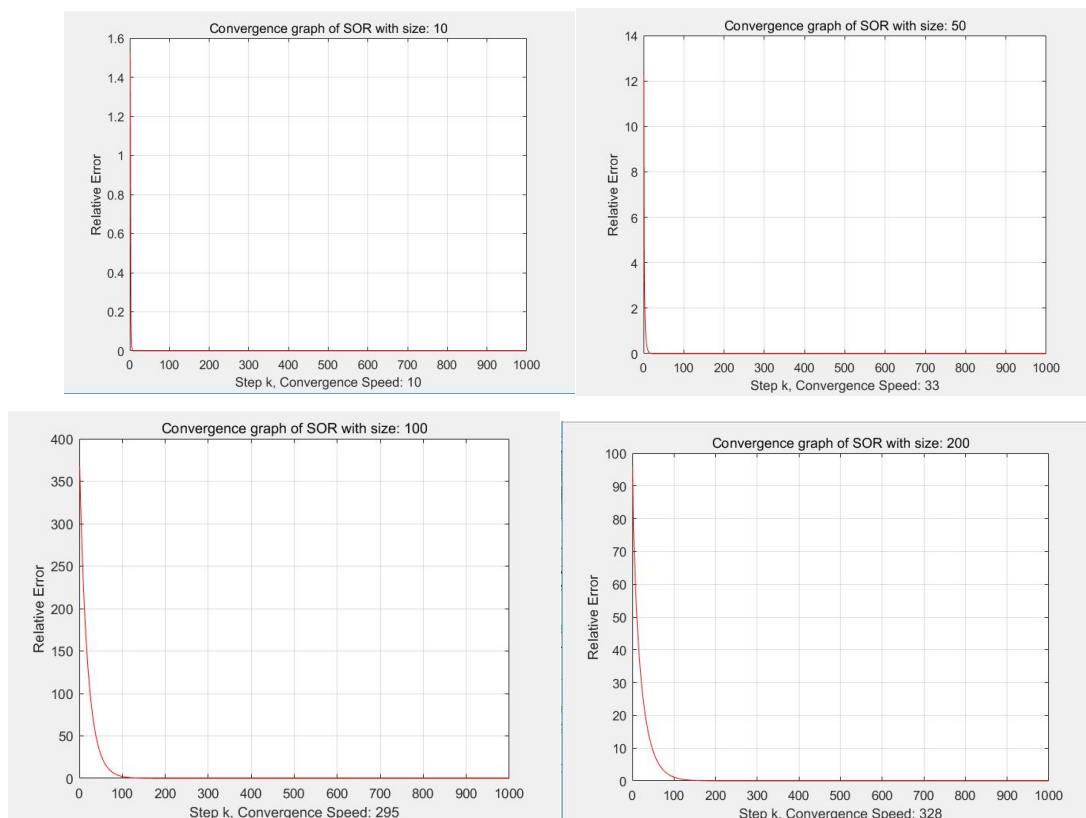 Convergence graph of SOR with size: 10
1.6
1.4
1.2
1
0.8
0.6
0.4
0.2
0
Relative Error
0 100 200 300 400 500 600 700 800 900 1000
Step k, Convergence Speed: 10
Convergence graph of SOR with size: 50
14
12
10
8
6
4
2
0
Relative Error
0 100 200 300 400 500 600 700 800 900 1000
Step k, Convergence Speed: 33
Convergence graph of SOR with size: 100
400
350
300
250
200
150
100
50
0
Relative Error
0 100 200 300 400 500 600 700 800 900 1000
Step k, Convergence Speed: 295
Convergence graph of SOR with size: 200
100
90
80
70
60
50
40
30
20
10
0
Relative Error
0 100 200 300 400 500 600 700 800 900 1000
Step k, Convergence Speed: 328